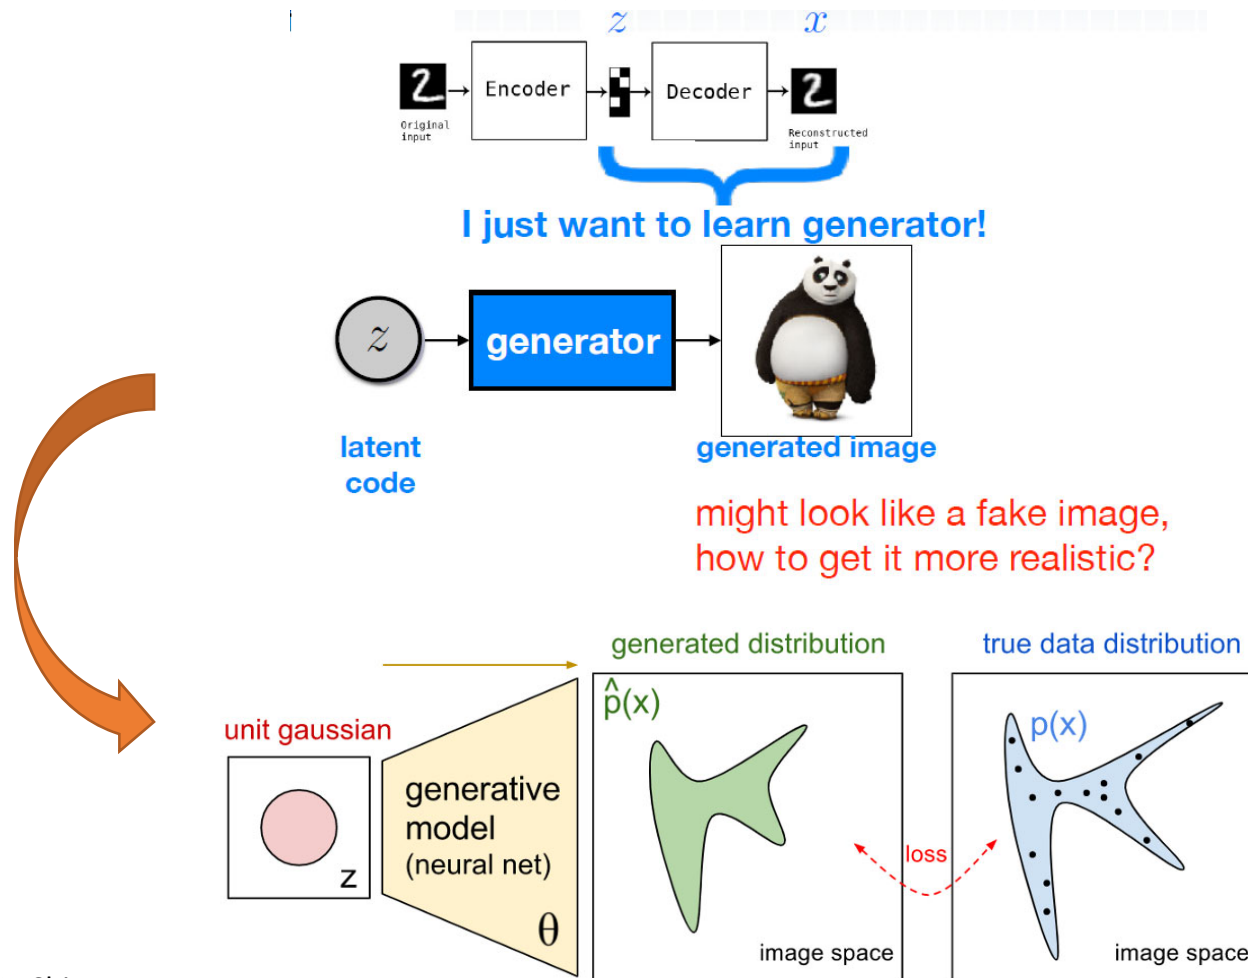 z
x
Encoder
Decoder
Original
input
Reconstructed
input
I just want to learn generator!
z
generator
latent
code
generated image
might look like a fake image,
how to get it more realistic?
generated distribution
true data distribution
unit gaussian
p̂(x)
p(x)
generative
model
(neural net)
loss
z
θ
image space
image space